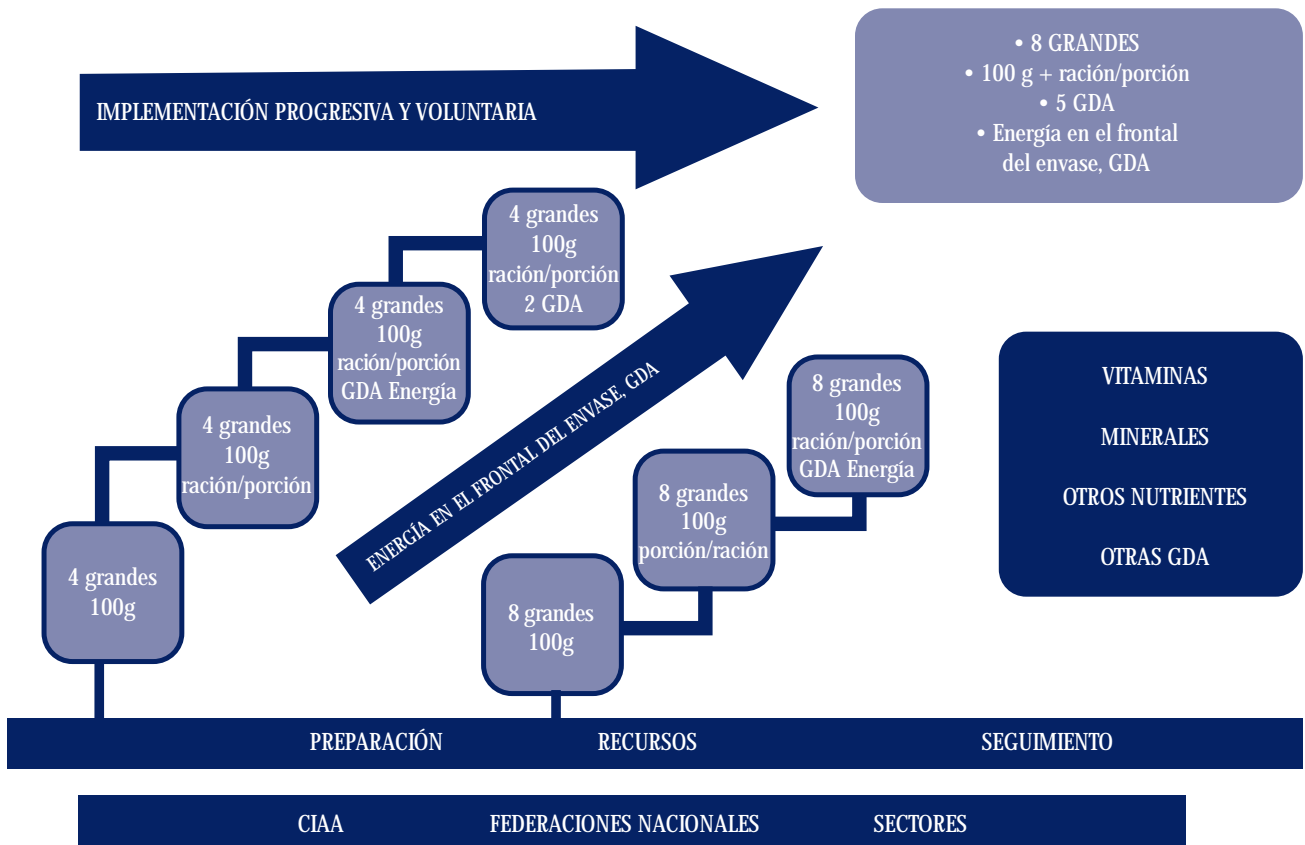 IMPLEMENTACIÓN PROGRESIVA Y VOLUNTARIA
• 8 GRANDES
• 100 g + ración/porción
• 5 GDA
• Energía en el frontal
del envase, GDA
4 grandes
100g
ración/porción
2 GDA
4 grandes
100g
ración/porción
GDA Energía
4 grandes
100g
ración/porción
4 grandes
100g
ENERGÍA EN EL FRONTAL DEL ENVASE, GDA
8 grandes
100g
ración/porción
GDA Energía
8 grandes
100g
porción/ración
8 grandes
100g
VITAMINAS
MINERALES
OTROS NUTRIENTES
OTRAS GDA
PREPARACIÓN RECURSOS SEGUIMIENTO
CIAA FEDERACIONES NACIONALES SECTORES